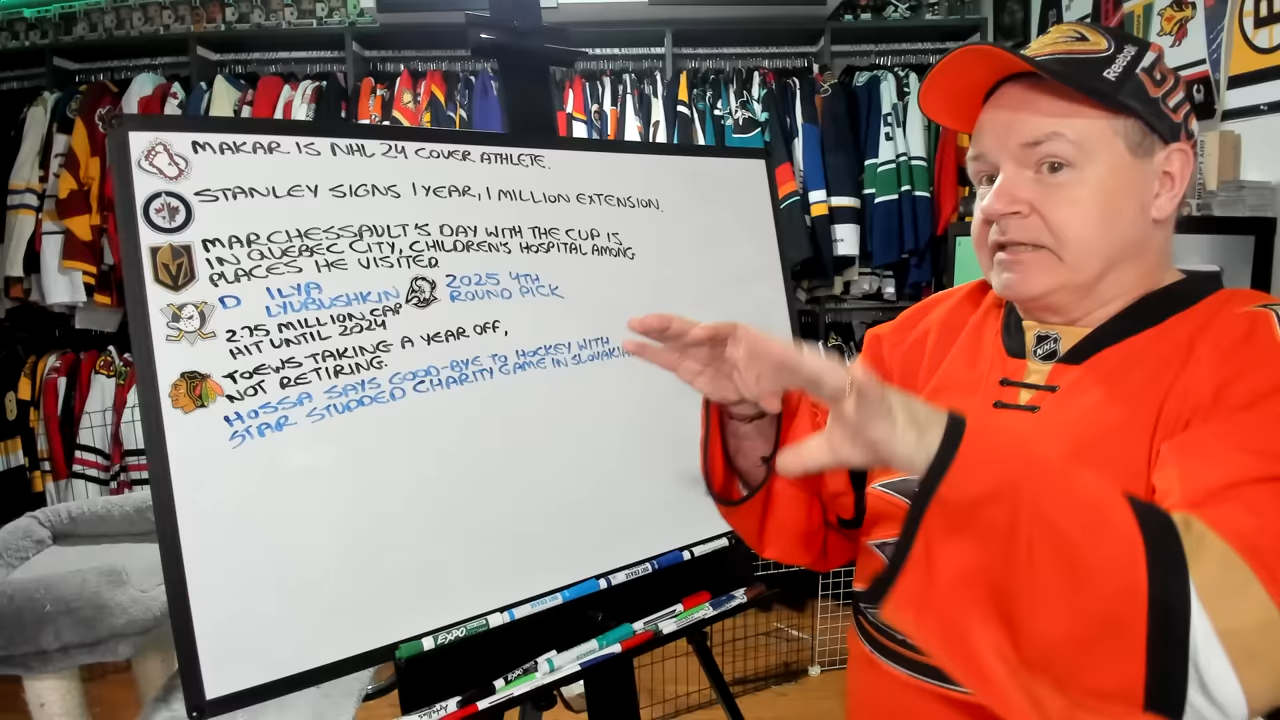 MAKAR IS NHL 24 COVER ATHLETE.
STANLEY SIGNS 1 YEAR, 1 MILLION EXTENSION.
MARCHESSAULT'S DAY WITH THE CUP IS
IN QUEBEC CITY, CHILDREN'S HOSPITAL AMONG
PLACES HE VISITED
D ILYA
LYUBUSHKIN
2025 4TH
ROUND PICK
2.75 MILLION CAP
HIT UNTIL 2024
TOEWS TAKING A YEAR OFF,
NOT RETIRING.
HOSSA SAYS GOOD-BYE TO HOCKEY WITH
STAR STUDDED CHARITY GAME IN SLOVAKIA
EXPO
Reebok
NHL